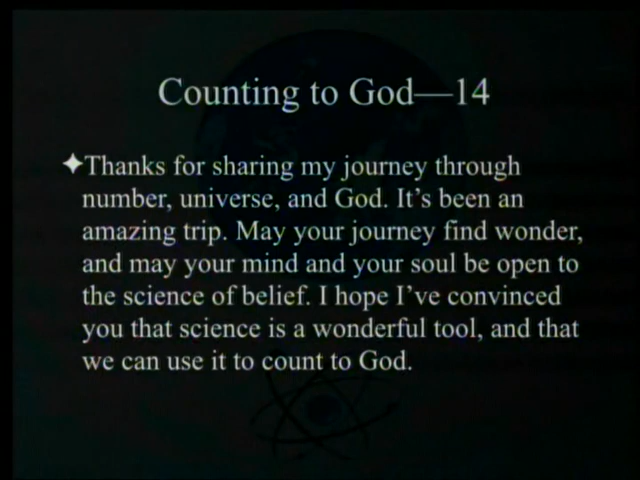 Counting to God—14
✦Thanks for sharing my journey through
number, universe, and God. It’s been an
amazing trip. May your journey find wonder,
and may your mind and your soul be open to
the science of belief. I hope I’ve convinced
you that science is a wonderful tool, and that
we can use it to count to God.